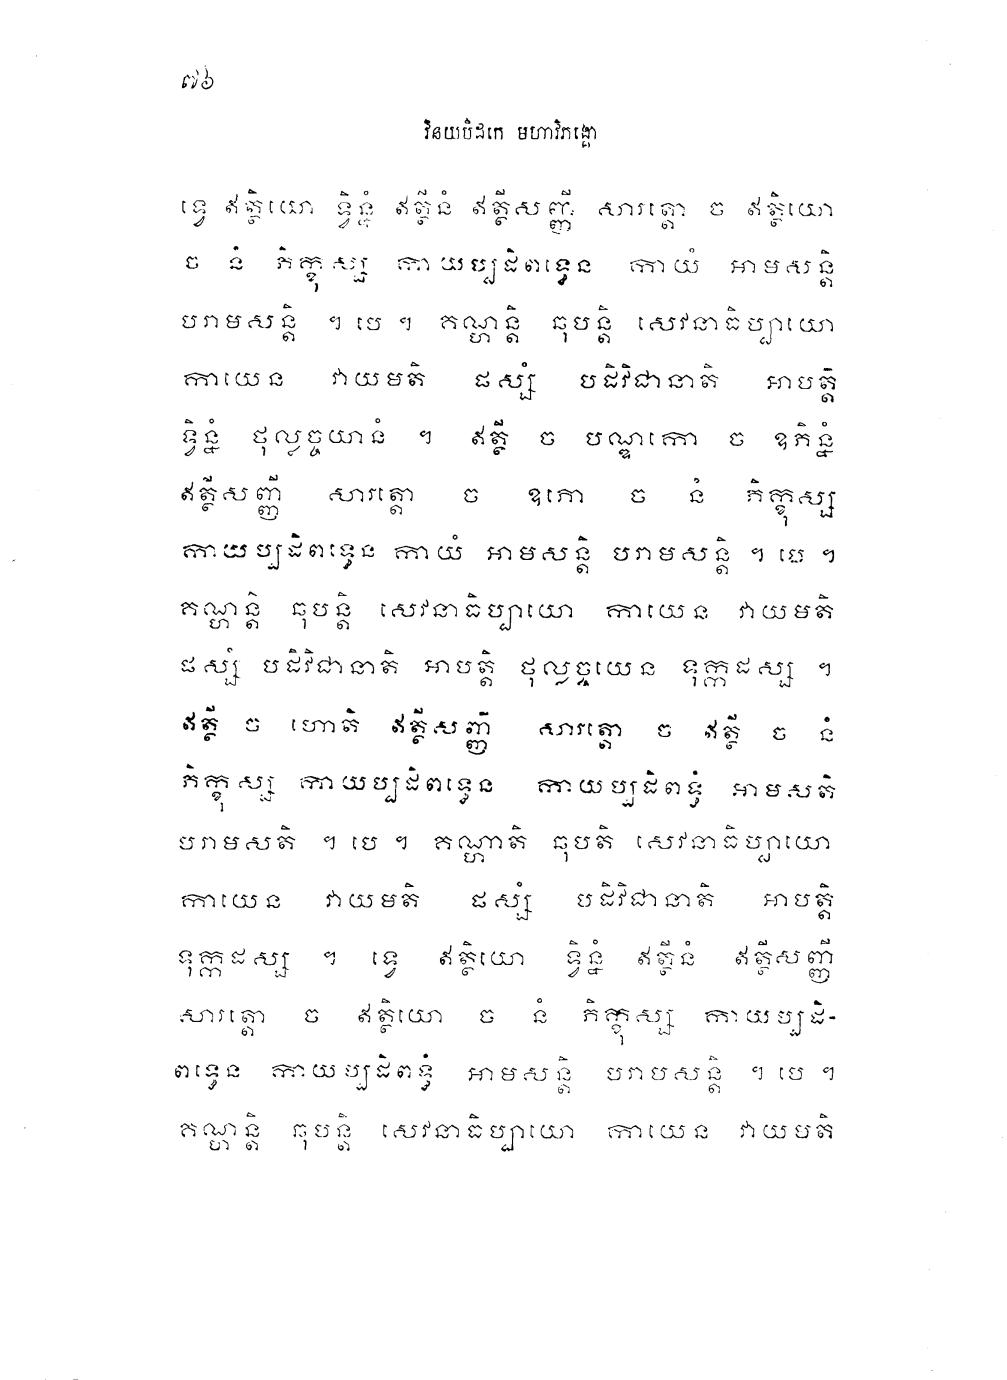 ៧៦
វិនយបិដកេ មហាវិភង្គោ
ទ្វេ ឥត្ថិយោ ទ្វិន្នំ ឥត្ថីនំ ឥត្ថីសញ្ញី សារត្តោ ច ឥត្ថិយោ
ច នំ ភិក្ខុស្ស កាយប្បដិពទ្ធេន កាយំ អាមសន្តិ
បរាមសន្តិ ។ បេ ។ គណ្ហន្តិ ឆុបន្តិ សេវនាធិប្បាយោ
កាយេន វាយមតិ ផស្សំ បដិវិជានាតិ អាបត្តិ
ទ្វិន្នំ ថុល្លច្ចយានំ ។ ឥត្ថី ច បណ្ឌកោ ច ឧភិន្នំ
ឥត្ថីសញ្ញី សារត្តោ ច ឧភោ ច នំ ភិក្ខុស្ស
កាយប្បដិពទ្ធេន កាយំ អាមសន្តិ បរាមសន្តិ ។ បេ ។
គណ្ហន្តិ ឆុបន្តិ សេវនាធិប្បាយោ កាយេន វាយមតិ
ផស្សំ បដិវិជានាតិ អាបត្តិ ថុល្លច្ចយេន ទុក្កដស្ស ។
ឥត្ថី ច ហោតិ ឥត្ថីសញ្ញី សារត្តោ ច ឥត្ថី ច នំ
ភិក្ខុស្ស កាយប្បដិពទ្ធេន កាយប្បដិពទ្ធំ អាមសតិ
បរាមសតិ ។ បេ ។ គណ្ហាតិ ឆុបតិ សេវនាធិប្បាយោ
កាយេន វាយមតិ ផស្សំ បដិវិជានាតិ អាបត្តិ
ទុក្កដស្ស ។ ទ្វេ ឥត្ថិយោ ទ្វិន្នំ ឥត្ថីនំ ឥត្ថីសញ្ញី
សារត្តោ ច ឥត្ថិយោ ច នំ ភិក្ខុស្ស កាយប្បដិ-
ពទ្ធេន កាយប្បដិពទ្ធំ អាមសន្តិ បរាមសន្តិ ។ បេ ។
គណ្ហន្តិ ឆុបន្តិ សេវនាធិប្បាយោ កាយេន វាយមតិ